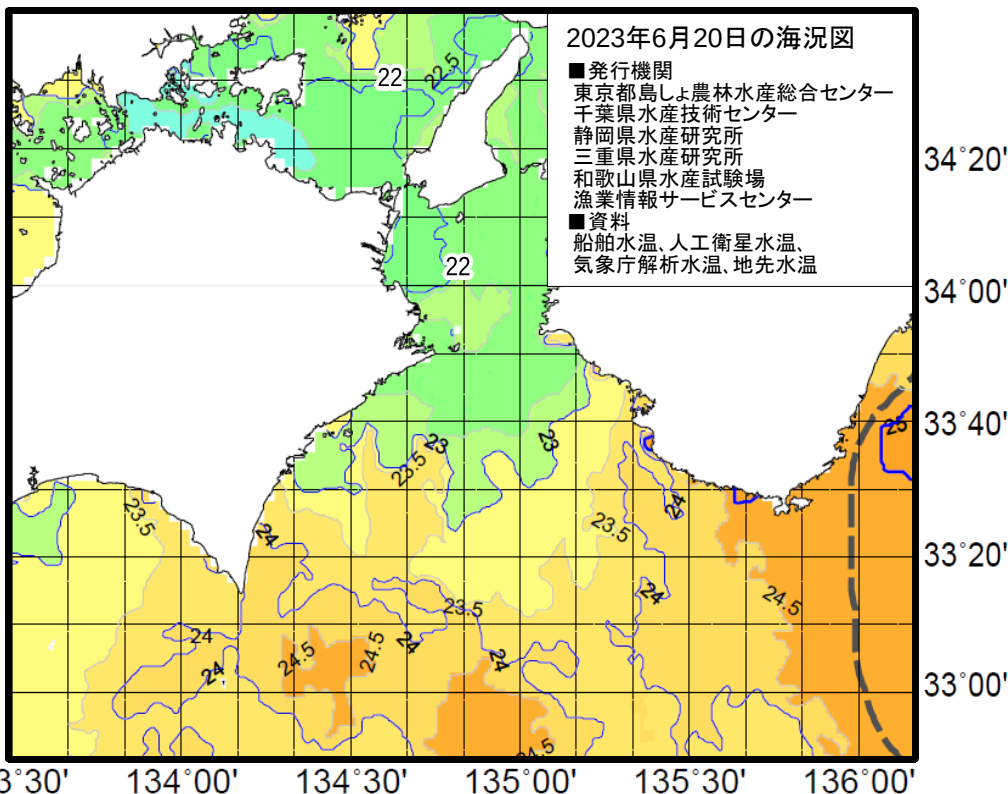 2023年6月20日の海況図
■発行機関
東京都島しょ農林水産総合センター
千葉県水産技術センター
静岡県水産研究所
三重県水産研究所
和歌山県水産試験場
漁業情報サービスセンター
■資料
船舶水温、人工衛星水温、
気象庁解析水温、地先水温
22
22.5
34°20'
22
34°00'
33°40'
25
23
23
23.5
24
23.5
23.5
24
33°20'
24
24.5
23.5
24
24
24.5
24.5
24
24
33°00'
24.5
3°30'
134°00'
134°30'
135°00'
135°30'
136°00'